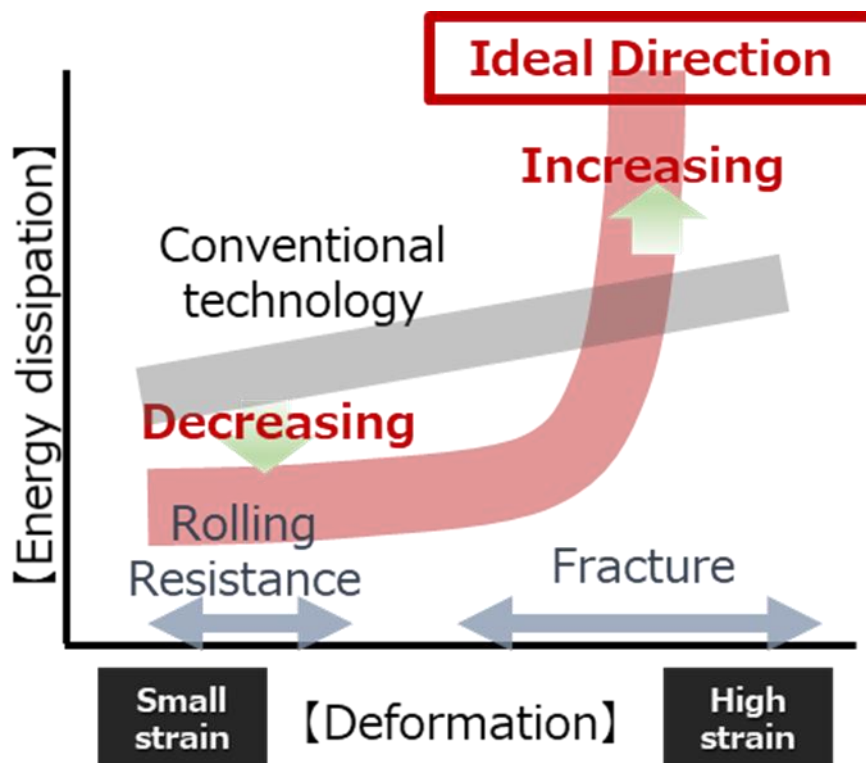 Ideal Direction
Increasing
Conventional
technology
Decreasing
Rolling
Resistance
Fracture
【Energy dissipation】
Small
strain
【Deformation】
High
strain